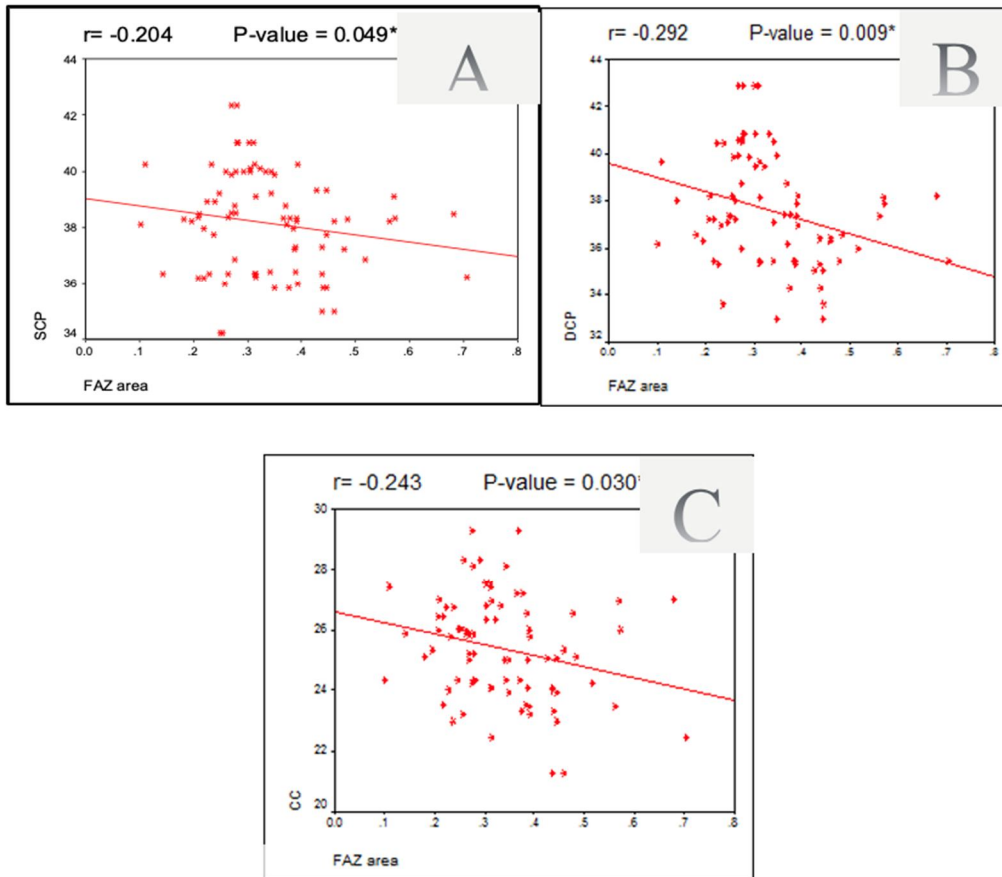 r= -0.204 P-value = 0.049*
A
44
42
40
38
36
34
SCP
0.0 .1 .2 .3 .4 .5 .6 .7 .8
FAZ area
r= -0.292 P-value = 0.009*
B
44
42
40
38
36
34
32
DCP
0.0 .1 .2 .3 .4 .5 .6 .7 .8
FAZ area
r= -0.243 P-value = 0.030*
C
30
28
26
24
22
20
CC
0.0 .1 .2 .3 .4 .5 .6 .7 .8
FAZ area